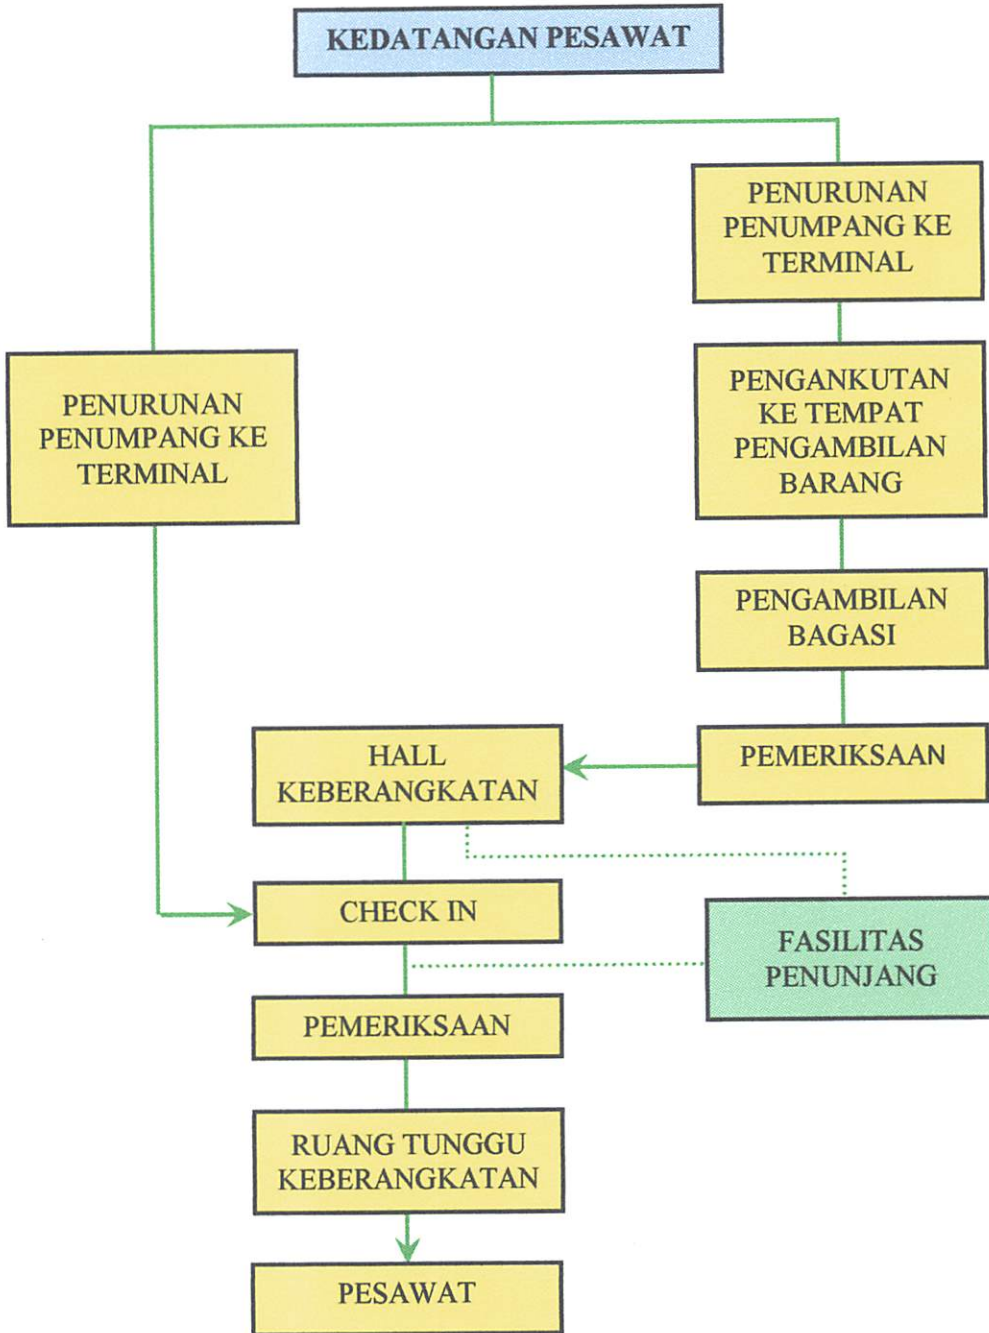 KEDATANGAN PESAWAT
PENURUNAN
PENUMPANG KE
TERMINAL
PENURUNAN
PENUMPANG KE
TERMINAL
PENGANKUTAN
KE TEMPAT
PENGAMBILAN
BARANG
PENGAMBILAN
BAGASI
HALL
KEBERANGKATAN
PEMERIKSAAN
CHECK IN
FASILITAS
PENUNJANG
PEMERIKSAAN
RUANG TUNGGU
KEBERANGKATAN
PESAWAT